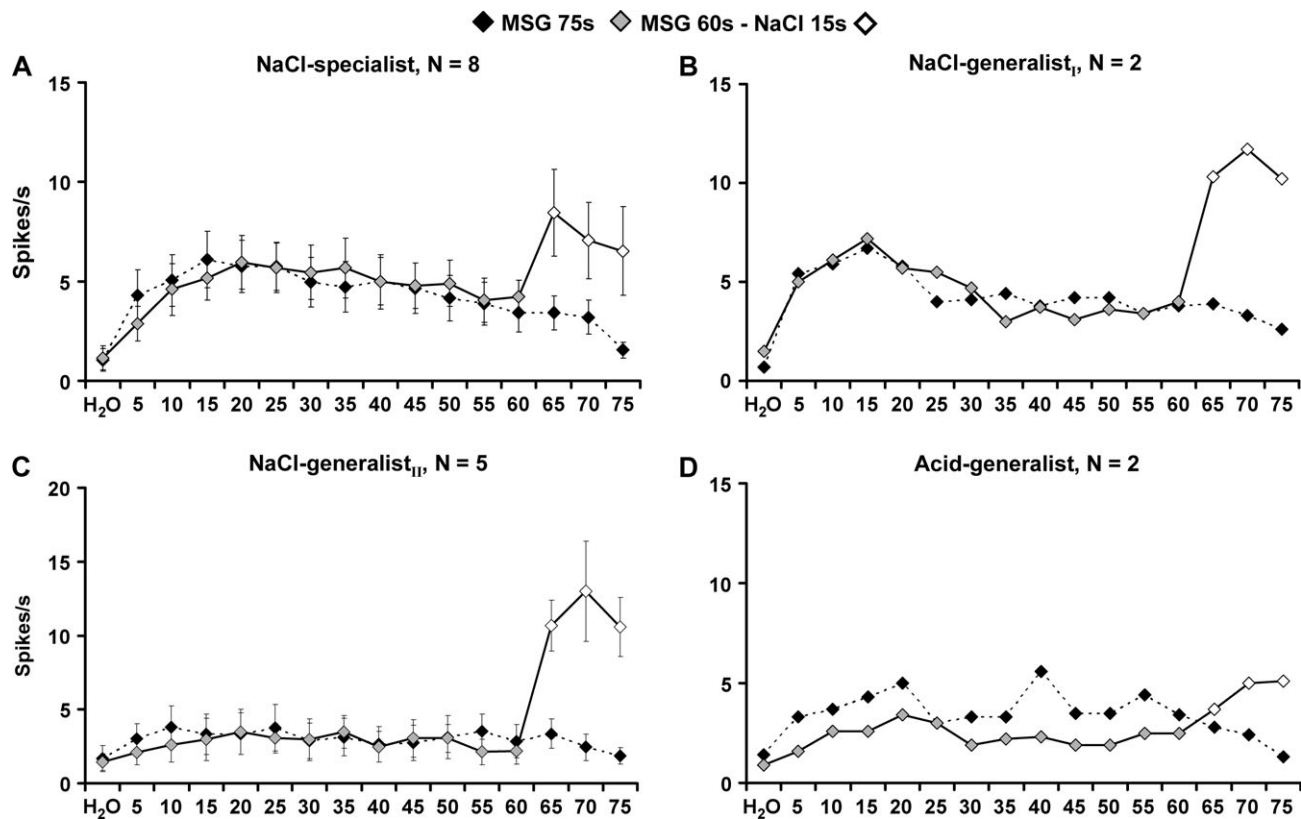 MSG 75s MSG 60s - NaCl 15s
A
NaCl-specialist, N = 8
15
10
5
0
Spikes/s
H₂O 5 10 15 20 25 30 35 40 45 50 55 60 65 70 75
B
NaCl-generalistI, N = 2
15
10
5
0
H₂O 5 10 15 20 25 30 35 40 45 50 55 60 65 70 75
C
NaCl-generalistII, N = 5
20
15
10
5
0
Spikes/s
H₂O 5 10 15 20 25 30 35 40 45 50 55 60 65 70 75
D
Acid-generalist, N = 2
15
10
5
0
H₂O 5 10 15 20 25 30 35 40 45 50 55 60 65 70 75